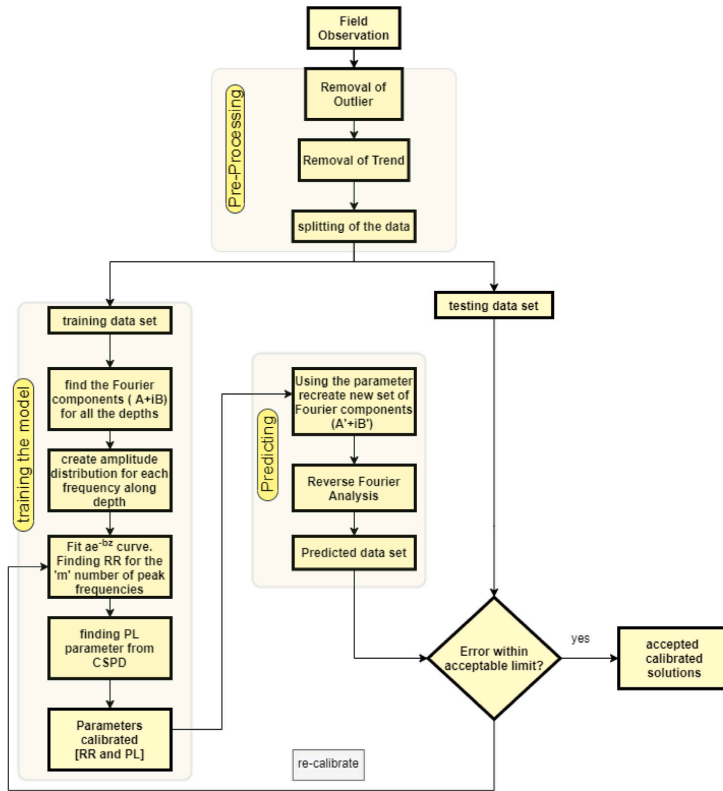 Field
Observation
Pre-Processing
Removal of
Outlier
Removal of Trend
splitting of the data
training data set
testing data set
training the model
find the Fourier
components ( A+iB)
for all the depths
create amplitude
distribution for each
frequency along
depth
Fit ae^-bz curve.
Finding RR for the
'm' number of peak
frequencies
finding PL
parameter from
CSPD
Parameters
calibrated
[RR and PL]
Predicting
Using the parameter
recreate new set of
Fourier components
(A'+iB')
Reverse Fourier
Analysis
Predicted data set
Error within
acceptable limit?
yes
accepted
calibrated
solutions
re-calibrate